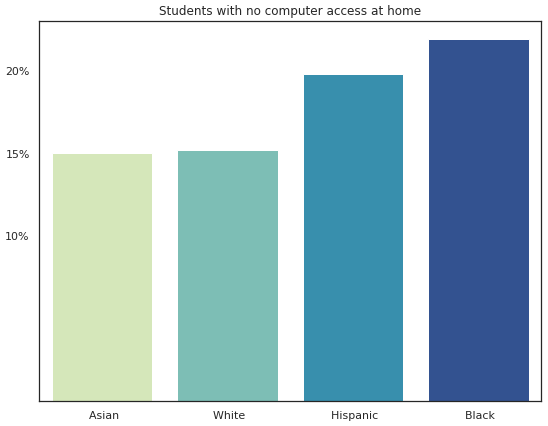 Students with no computer access at home
20%
15%
10%
Asian White Hispanic Black